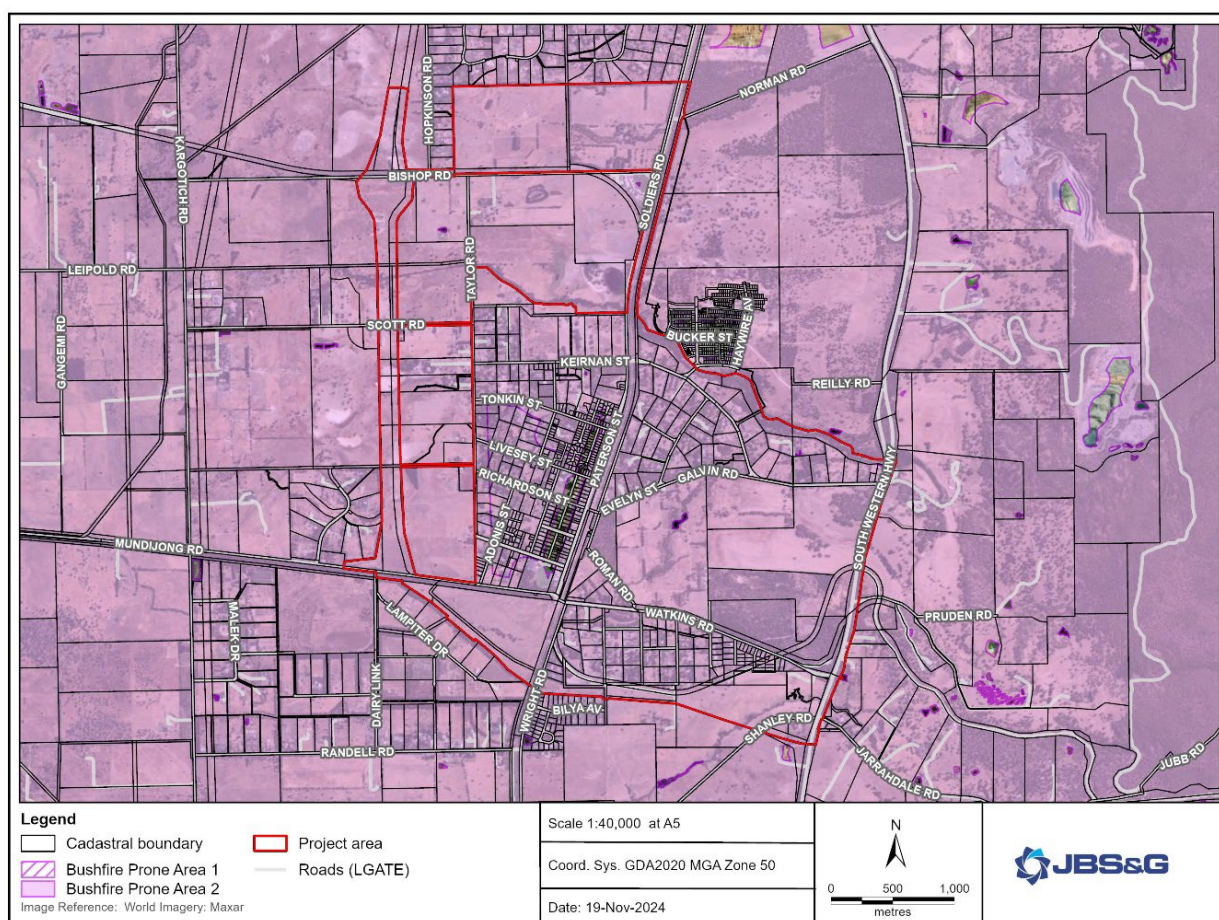 HOPKINSON RD
NORMAN RD
KARGOTICH RD
BISHOP RD
SOLDIERS RD
LEIPOLD RD
TAYLOR RD
GANGEMI RD
SCOTT RD
BUCKER ST
HAYWIRE AV
KEIRNAN ST
REILLY RD
TONKIN ST
PATERSON ST
LIVESEY ST
RICHARDSON ST
EVELYN ST
GALVIN RD
SOUTH WESTERN HWY
ADONIS ST
MUNDIJONG RD
ROMAN RD
WATKINS RD
PRUDEN RD
MALEK DR
LAMPITER DR
DAIRY LINK
WRIGHT RD
BILYA AV
SHANLEY RD
RANDELL RD
JARRAHDALE RD
JUBB RD
Legend
Cadastral boundary
Project area
Bushfire Prone Area 1
Roads (LGATE)
Bushfire Prone Area 2
Image Reference: World Imagery: Maxar
Scale 1:40,000 at A5
Coord. Sys. GDA2020 MGA Zone 50
Date: 19-Nov-2024
N
0 500 1,000
metres
JBS&G